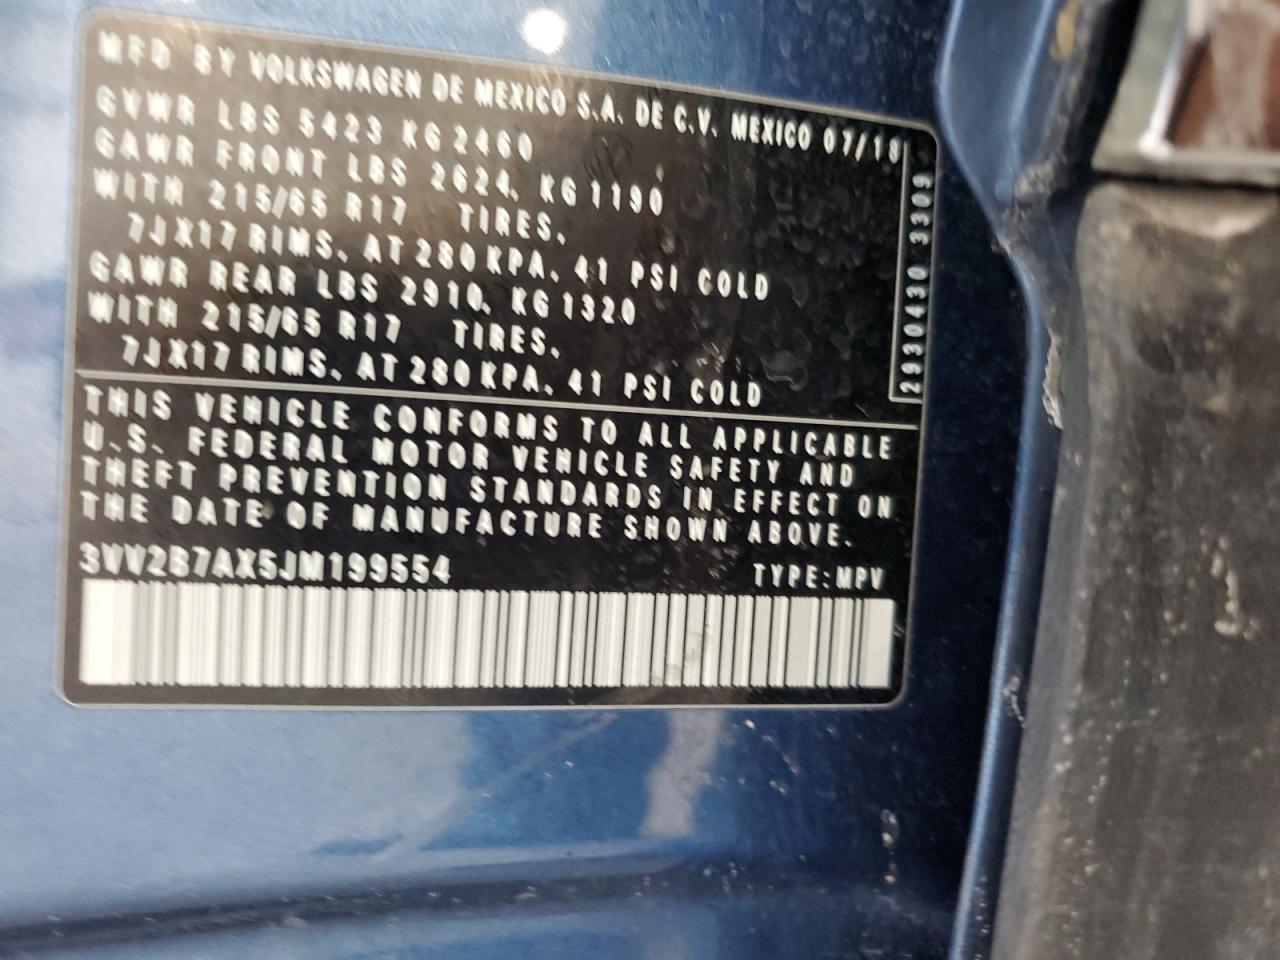 MFD BY VOLKSWAGEN DE MEXICO S.A. DE C.V. MEXICO 07/18
GVWR LBS 5423 KG 2460
GAWR FRONT LBS 2624, KG 1190
WITH 215/65 R17 TIRES,
7JX17 RIMS, AT 280 KPA, 41 PSI COLD
GAWR REAR LBS 2910, KG 1320
WITH 215/65 R17 TIRES,
7JX17 RIMS, AT 280 KPA, 41 PSI COLD
2930430 3309
THIS VEHICLE CONFORMS TO ALL APPLICABLE
U.S. FEDERAL MOTOR VEHICLE SAFETY AND
THEFT PREVENTION STANDARDS IN EFFECT ON
THE DATE OF MANUFACTURE SHOWN ABOVE.
3VV2B7AX5JM199554 TYPE:MPV